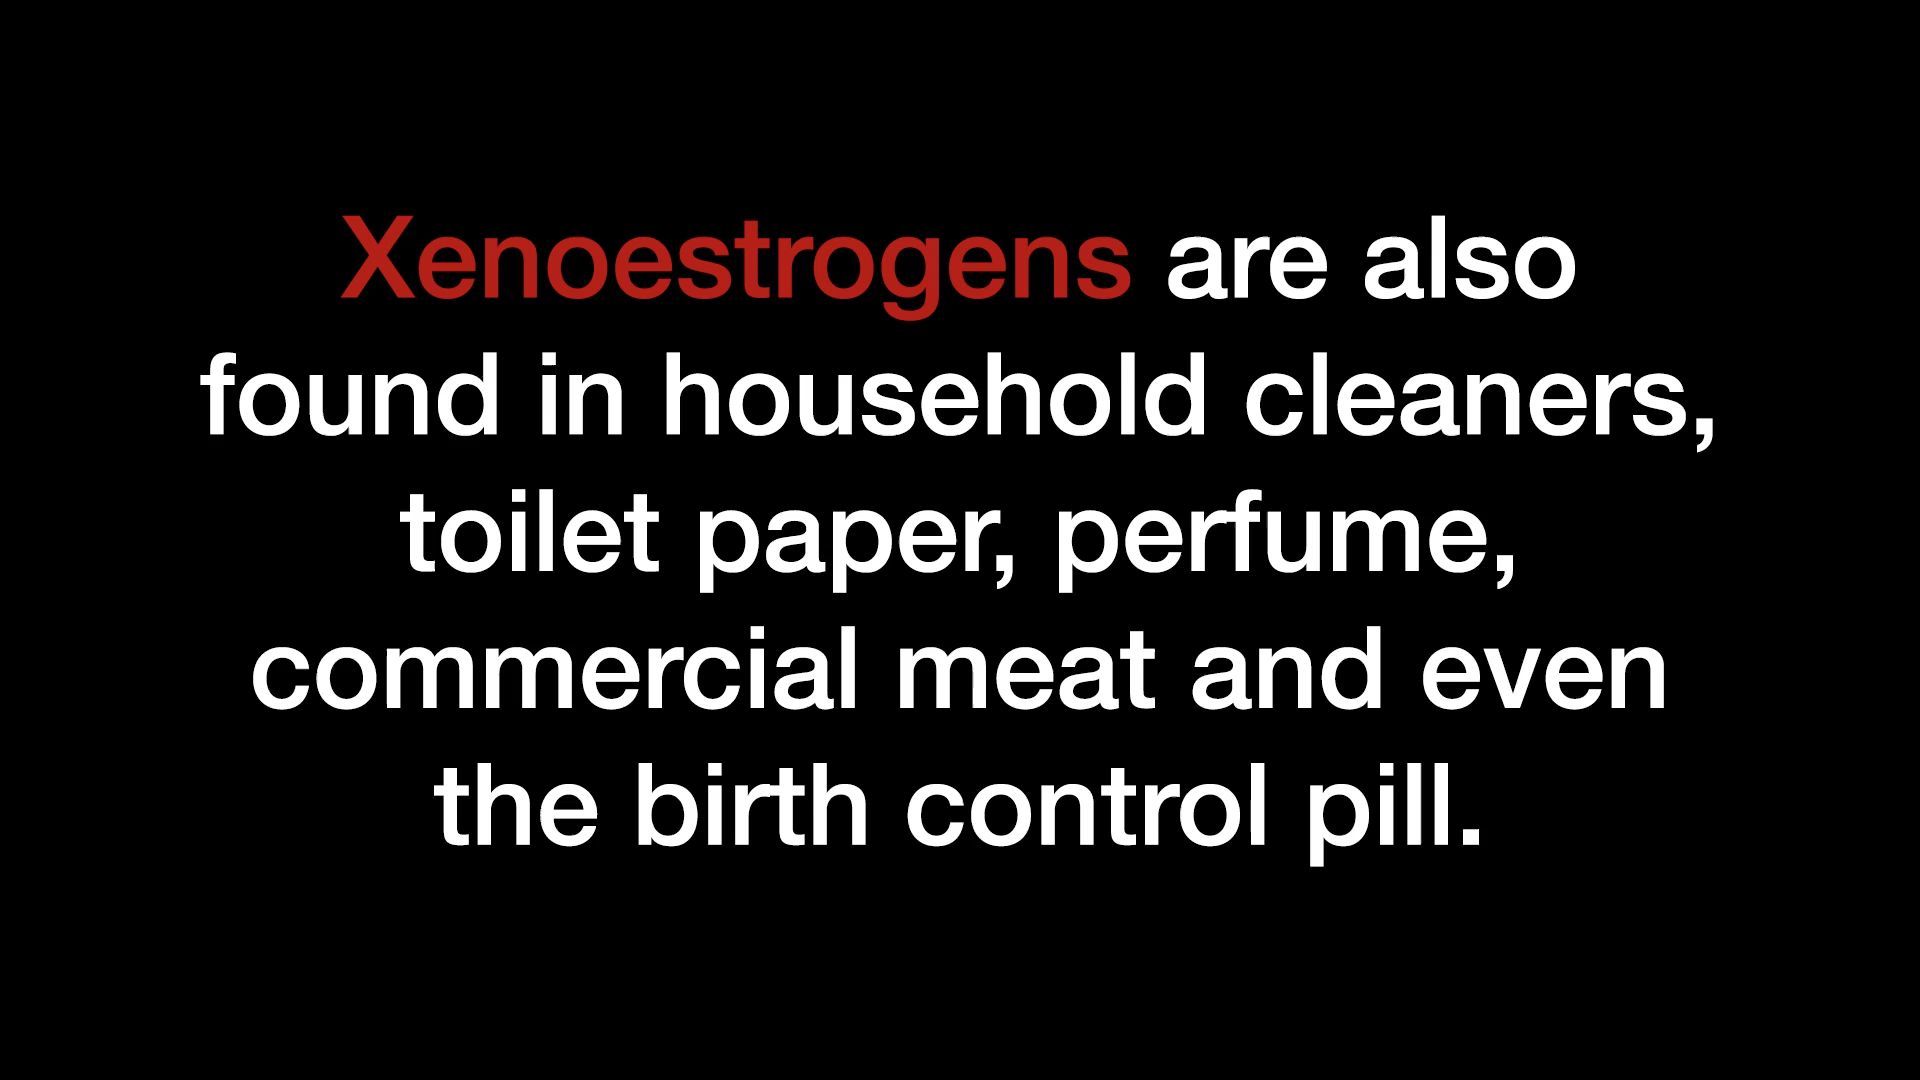 Xenoestrogens are also
found in household cleaners,
toilet paper, perfume,
commercial meat and even
the birth control pill.